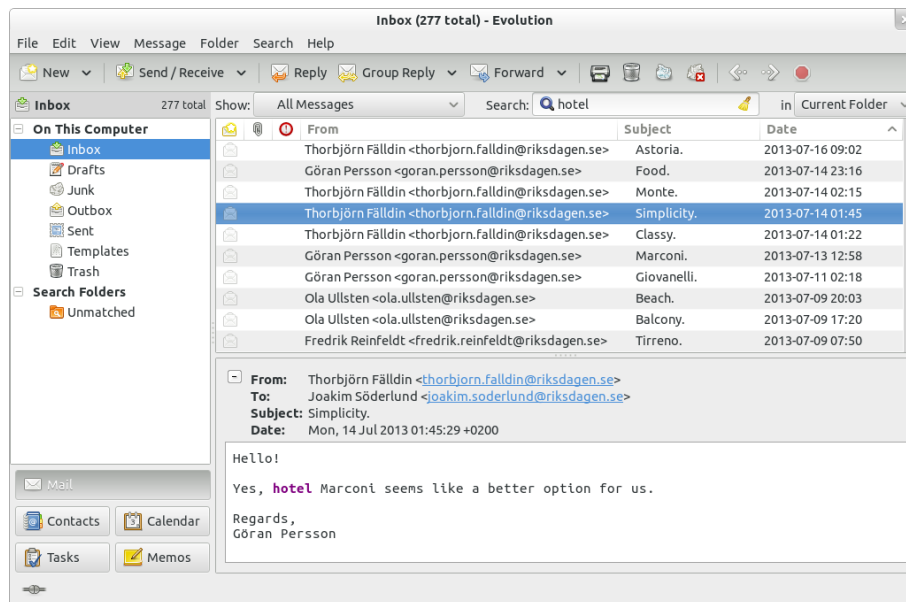 Inbox (277 total) - Evolution
File Edit View Message Folder Search Help
New Send / Receive Reply Group Reply Forward
Inbox 277 total Show: All Messages Search: hotel in Current Folder
On This Computer
Inbox
Drafts
Junk
Outbox
Sent
Templates
Trash
Search Folders
Unmatched
From Subject Date
Thorbjörn Fälldin <thorbjorn.falldin@riksdagen.se> Astoria. 2013-07-16 09:02
Göran Persson <goran.persson@riksdagen.se> Food. 2013-07-14 23:16
Thorbjörn Fälldin <thorbjorn.falldin@riksdagen.se> Monte. 2013-07-14 02:15
Thorbjörn Fälldin <thorbjorn.falldin@riksdagen.se> Simplicity. 2013-07-14 01:45
Thorbjörn Fälldin <thorbjorn.falldin@riksdagen.se> Classy. 2013-07-14 01:22
Göran Persson <goran.persson@riksdagen.se> Marconi. 2013-07-13 12:58
Göran Persson <goran.persson@riksdagen.se> Giovanelli. 2013-07-11 02:18
Ola Ullsten <ola.ullsten@riksdagen.se> Beach. 2013-07-09 20:03
Ola Ullsten <ola.ullsten@riksdagen.se> Balcony. 2013-07-09 17:20
Fredrik Reinfeldt <fredrik.reinfeldt@riksdagen.se> Tirreno. 2013-07-09 07:50
From: Thorbjörn Fälldin <thorbjorn.falldin@riksdagen.se>
To: Joakim Söderlund <joakim.soderlund@riksdagen.se>
Subject: Simplicity.
Date: Mon, 14 Jul 2013 01:45:29 +0200
Hello!
Yes, hotel Marconi seems like a better option for us.
Regards,
Göran Persson
Mail
Contacts Calendar
Tasks Memos